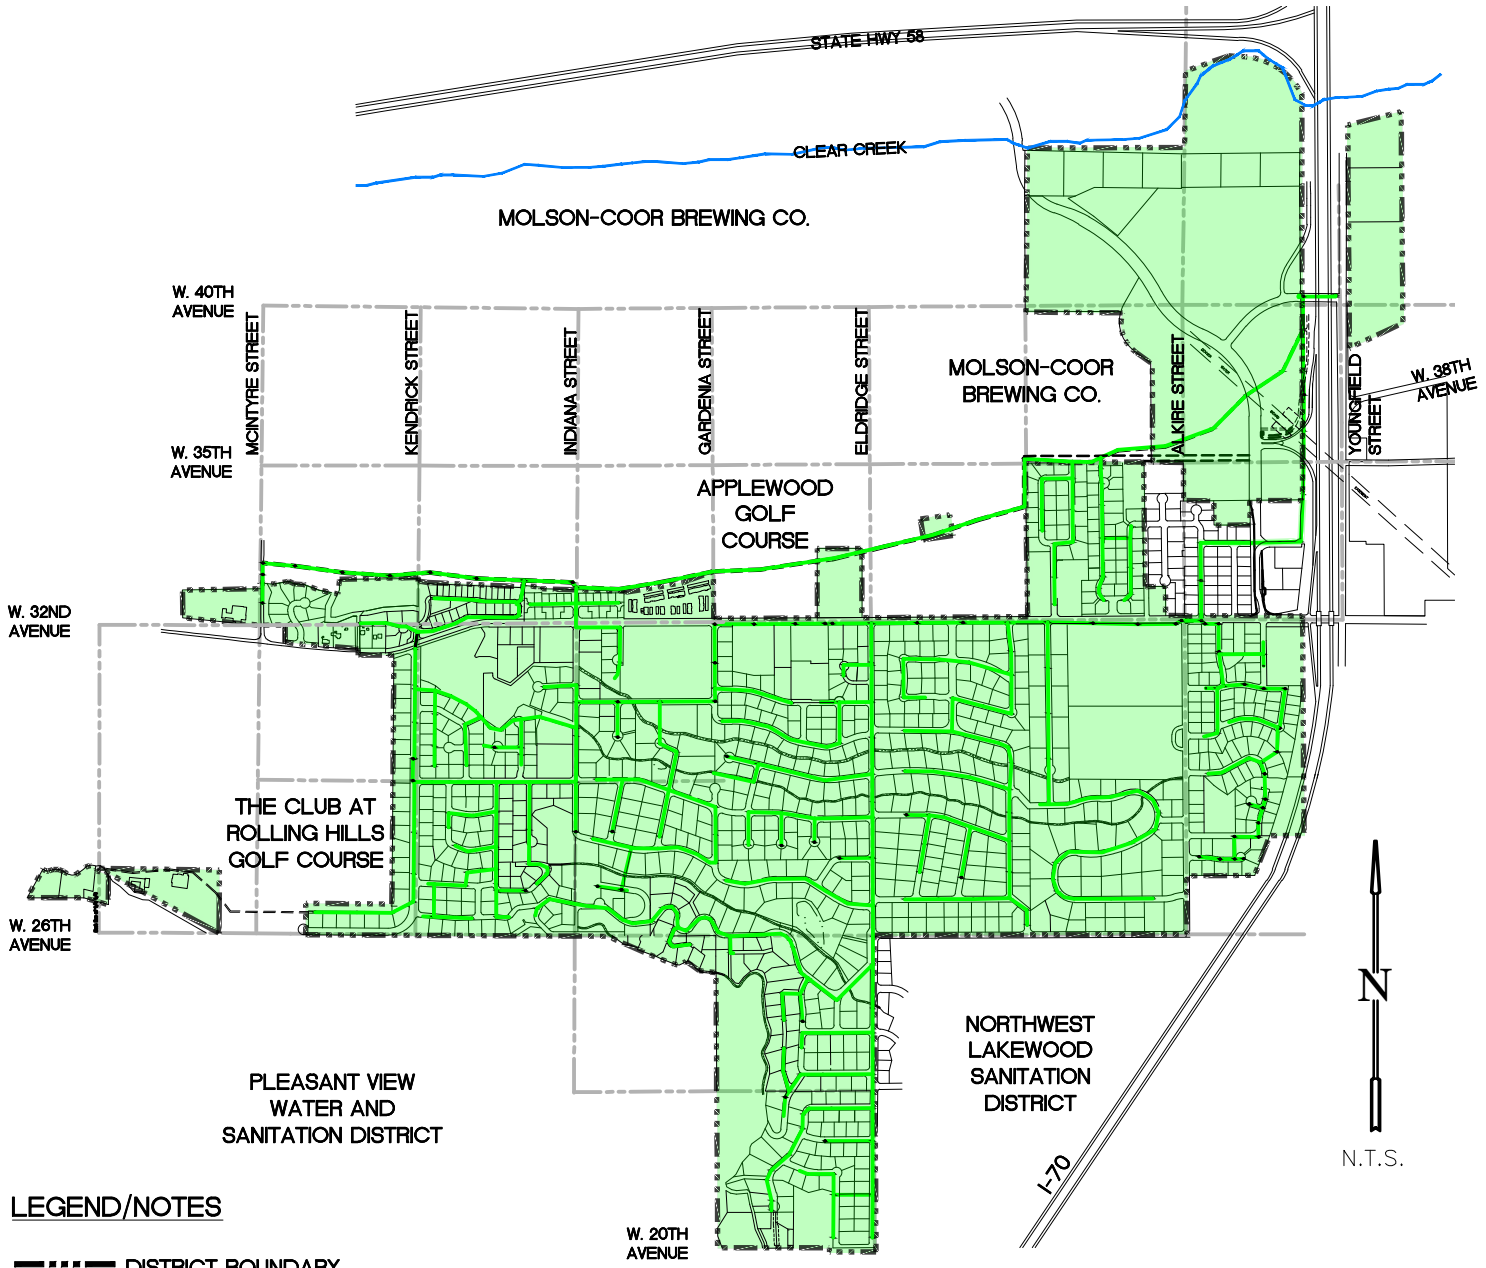 STATE HWY 58
CLEAR CREEK
MOLSON-COOR BREWING CO.
W. 40TH
AVENUE
MCINTYRE STREET
KENDRICK STREET
INDIANA STREET
GARDENIA STREET
ELDRIDGE STREET
MOLSON-COOR
BREWING CO.
ALKIRE STREET
YOUNGFIELD
STREET
W. 38TH
AVENUE
W. 35TH
AVENUE
APPLEWOOD
GOLF
COURSE
W. 32ND
AVENUE
THE CLUB AT
ROLLING HILLS
GOLF COURSE
W. 26TH
AVENUE
N
N.T.S.
NORTHWEST
LAKEWOOD
SANITATION
DISTRICT
PLEASANT VIEW
WATER AND
SANITATION DISTRICT
I-70
LEGEND/NOTES
W. 20TH
AVENUE
DISTRICT BOUNDARY